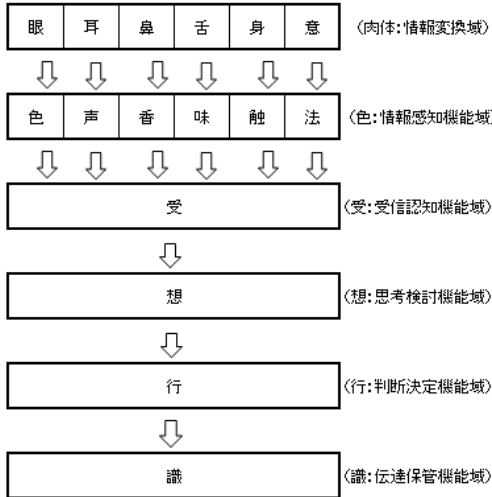 眼 耳 鼻 舌 身 意 （肉体：情報変換域）
色 声 香 味 触 法 （色：情報感知機能域）
受 （受：受信認知機能域）
想 （想：思考検討機能域）
行 （行：判断決定機能域）
識 （識：伝達保管機能域）